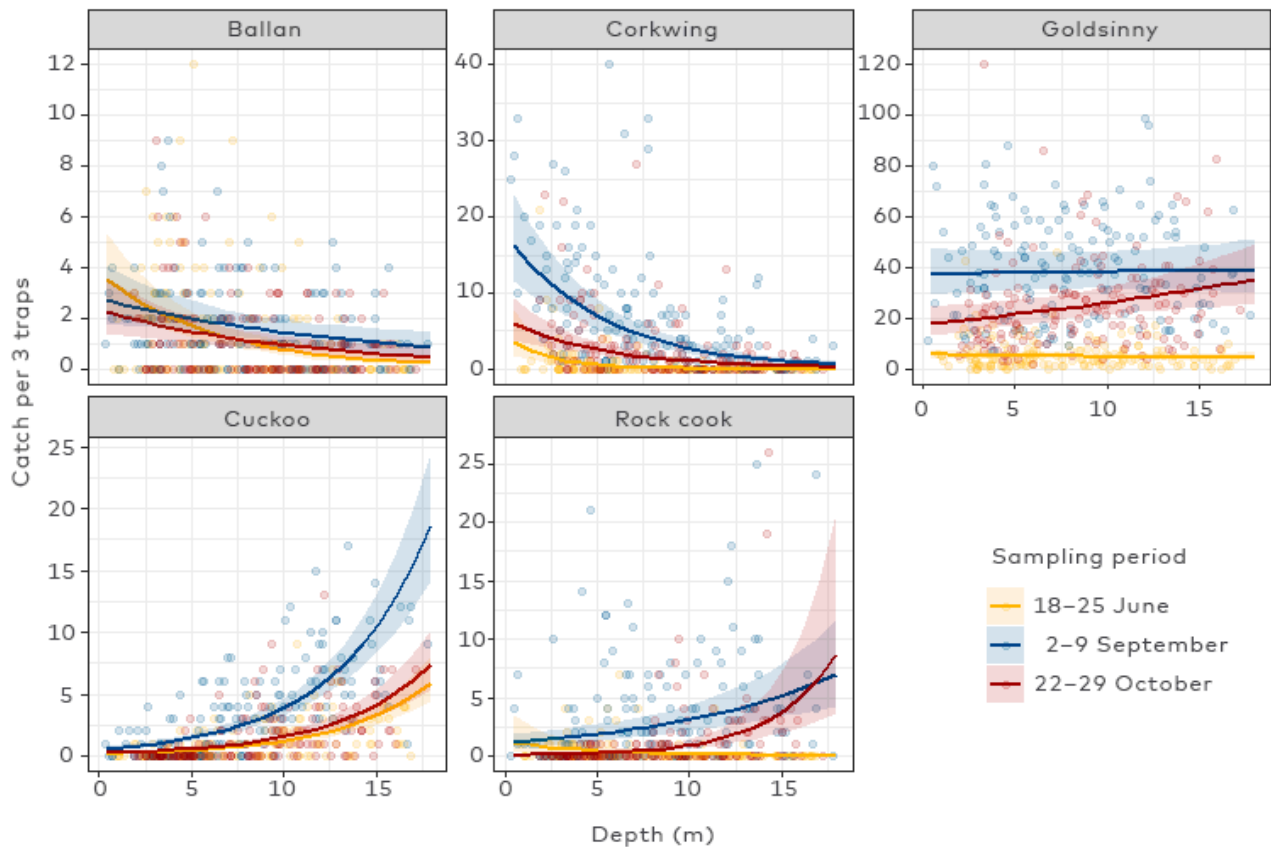 Ballan
Corkwing
Goldsinny
12
10
8
6
4
2
0
40
30
20
10
0
120
100
80
60
40
20
0
0 5 10 15
Catch per 3 traps
Cuckoo
Rock cook
25
20
15
10
5
0
25
20
15
10
5
0
0 5 10 15
0 5 10 15
Depth (m)
Sampling period
18–25 June
2–9 September
22–29 October